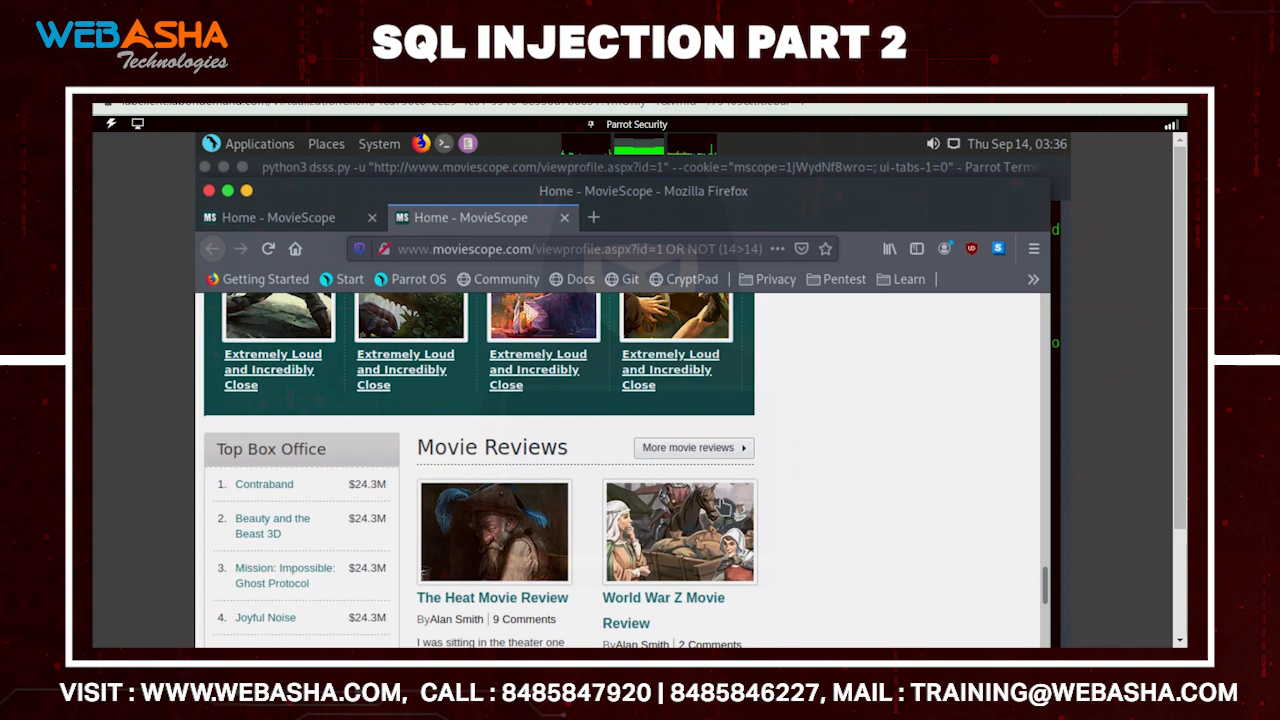 WEBASHA
Technologies
SQL INJECTION PART 2
Parrot Security
Applications Places System
Thu Sep 14, 03:36
python3 dsss.py -u "http://www.moviescope.com/viewprofile.aspx?id=1" --cookie="mscope=1jWydNf8wro=; ui-tabs-1=0" - Parrot Termin
Home - MovieScope - Mozilla Firefox
MS Home - MovieScope
MS Home - MovieScope
www.moviescope.com/viewprofile.aspx?id=1 OR NOT (14>14)
Getting Started Start Parrot OS Community Docs Git CryptPad Privacy Pentest Learn
d
o
Extremely Loud and Incredibly Close
Extremely Loud and Incredibly Close
Extremely Loud and Incredibly Close
Extremely Loud and Incredibly Close
Top Box Office
1. Contraband $24.3M
2. Beauty and the Beast 3D $24.3M
3. Mission: Impossible: Ghost Protocol $24.3M
4. Joyful Noise $24.3M
Movie Reviews
More movie reviews
The Heat Movie Review
ByAlan Smith | 9 Comments
I was sitting in the theater one
World War Z Movie Review
ByAlan Smith | 2 Comments
VISIT : WWW.WEBASHA.COM, CALL : 8485847920 | 8485846227, MAIL : TRAINING@WEBASHA.COM